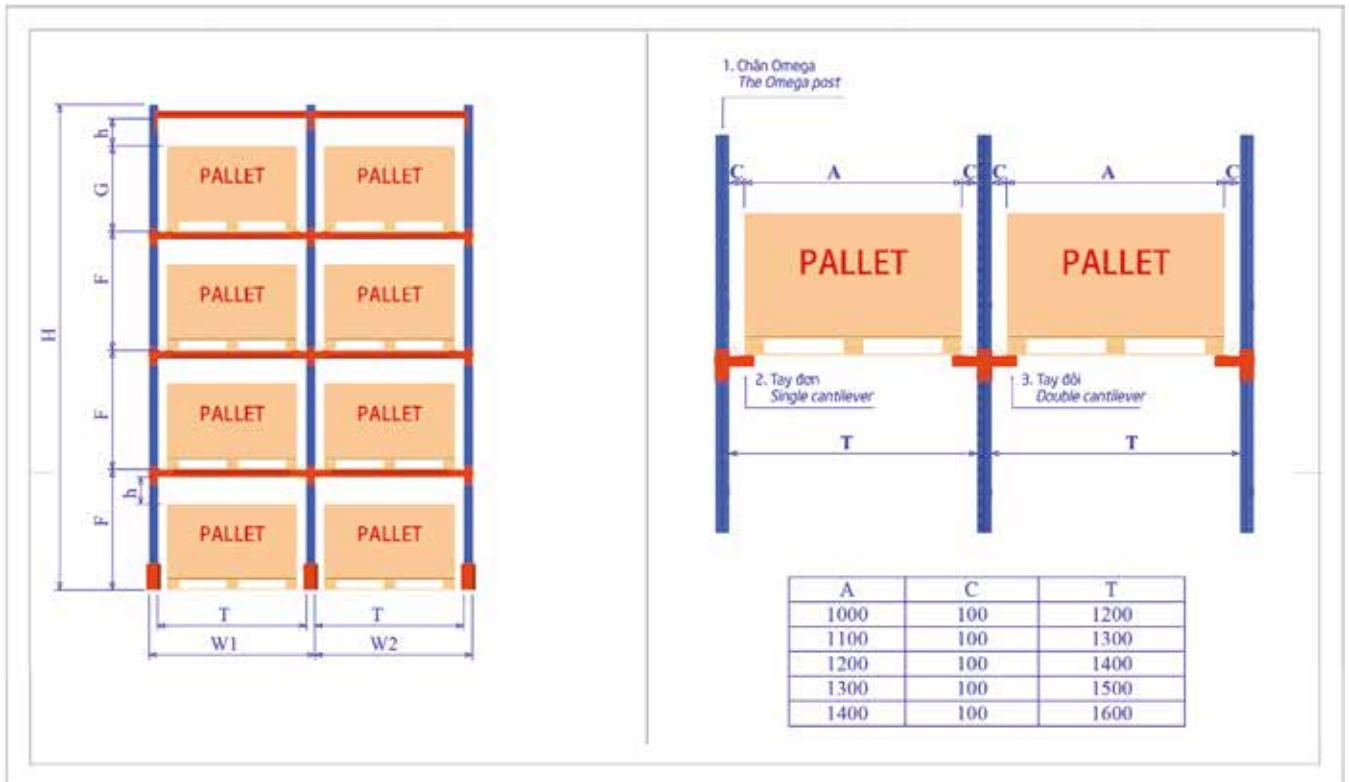 H
h
G
F
F
F
h
PALLET PALLET
PALLET PALLET
PALLET PALLET
PALLET PALLET
T T
W1 W2
1. Chân Omega
The Omega post
C A C C A C
PALLET PALLET
2. Tay đơn
Single cantilever
3. Tay đôi
Double cantilever
T T
A C T
1000 100 1200
1100 100 1300
1200 100 1400
1300 100 1500
1400 100 1600